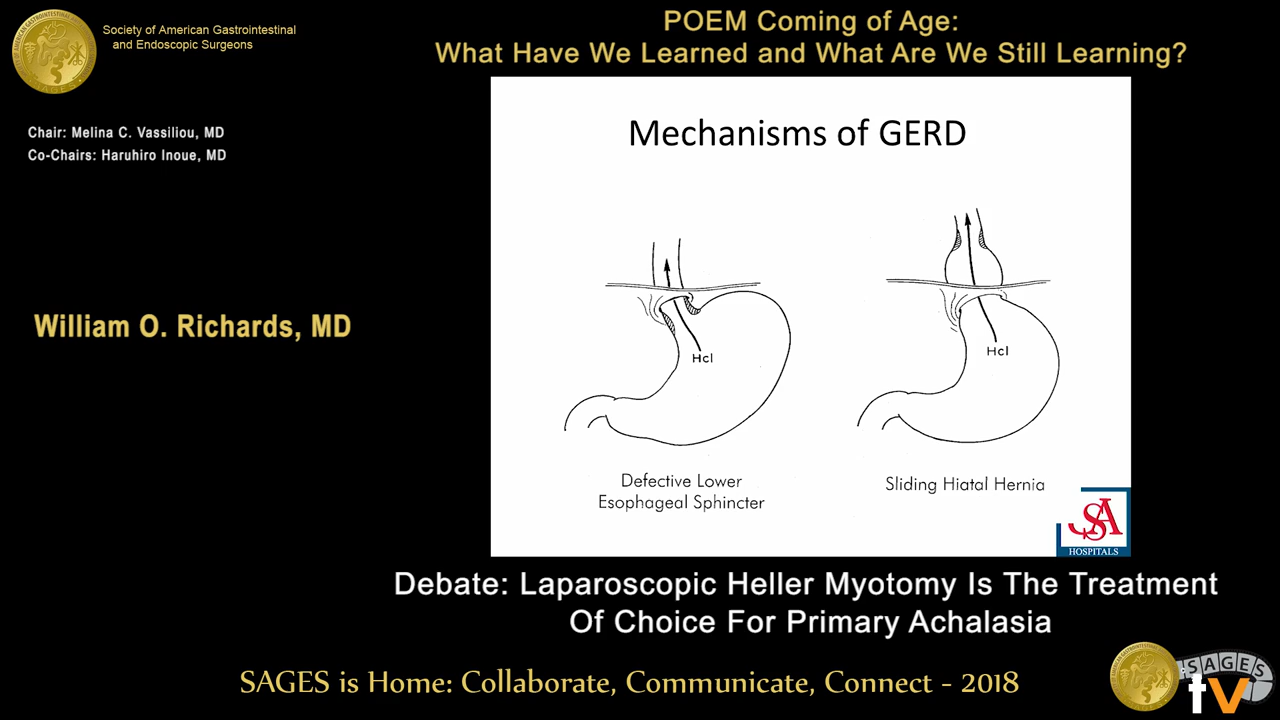 Society of American Gastrointestinal
and Endoscopic Surgeons
POEM Coming of Age:
What Have We Learned and What Are We Still Learning?
Chair: Melina C. Vassiliou, MD
Co-Chairs: Haruhiro Inoue, MD
William O. Richards, MD
Mechanisms of GERD
Hcl
Hcl
Defective Lower
Esophageal Sphincter
Sliding Hiatal Hernia
USA
HOSPITALS
Debate: Laparoscopic Heller Myotomy Is The Treatment
Of Choice For Primary Achalasia
SAGES is Home: Collaborate, Communicate, Connect - 2018
SAGES
tv